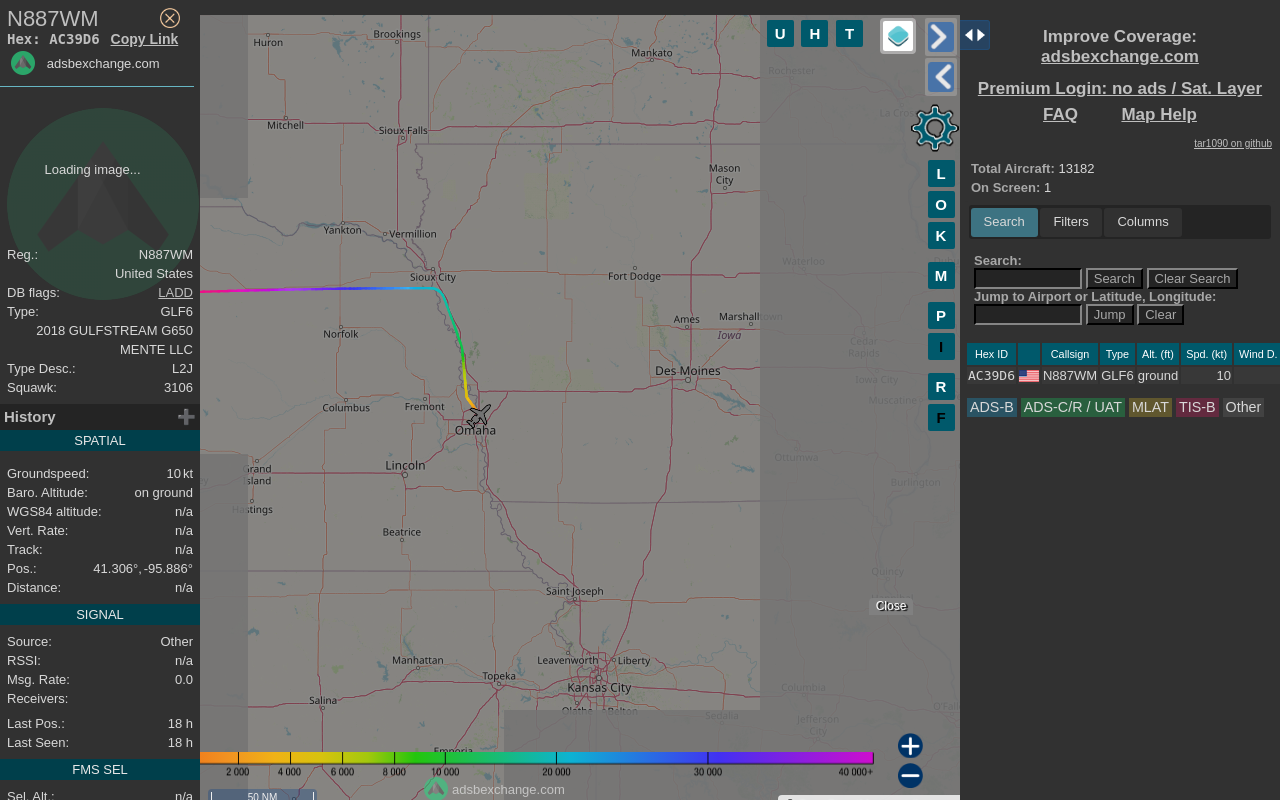 N887WM
Hex: AC39D6 Copy Link
adsbexchange.com
Loading image...
Reg.: N887WM
United States
DB flags: LADD
Type: GLF6
2018 GULFSTREAM G650
MENTE LLC
Type Desc.: L2J
Squawk: 3106
History
SPATIAL
Groundspeed: 10 kt
Baro. Altitude: on ground
WGS84 altitude: n/a
Vert. Rate: n/a
Track: n/a
Pos.: 41.306°, -95.886°
Distance: n/a
SIGNAL
Source: Other
RSSI: n/a
Msg. Rate: 0.0
Receivers:
Last Pos.: 18 h
Last Seen: 18 h
FMS SEL
Sel. Alt.: n/a
Huron
Brookings
Mankato
Rochester
La Cros
Mitchell
Sioux Falls
Mason
City
Yankton
Vermillion
Sioux City
Fort Dodge
Waterloo
Norfolk
Ames
Marshalltown
Iowa
Cedar
Rapids
Des Moines
Iowa City
Columbus
Fremont
Muscatine
Omaha
Lincoln
Grand
Island
Ottumwa
Burlington
Hastings
Beatrice
Quincy
Saint Joseph
Manhattan
Leavenworth
Liberty
Topeka
Kansas City
Columbia
Salina
Olathe
Belton
Sedalia
Jefferson
City
O'Fall
Emporia
U H T
L
O
K
M
P
I
R
F
Close
2 000 4 000 6 000 8 000 10 000 20 000 30 000 40 000+
adsbexchange.com
50 NM
Improve Coverage:
adsbexchange.com
Premium Login: no ads / Sat. Layer
FAQ Map Help
tar1090 on github
Total Aircraft: 13182
On Screen: 1
Search Filters Columns
Search:
Search Clear Search
Jump to Airport or Latitude, Longitude:
Jump Clear
Hex ID Callsign Type Alt. (ft) Spd. (kt) Wind D.
AC39D6 N887WM GLF6 ground 10
ADS-B ADS-C/R / UAT MLAT TIS-B Other